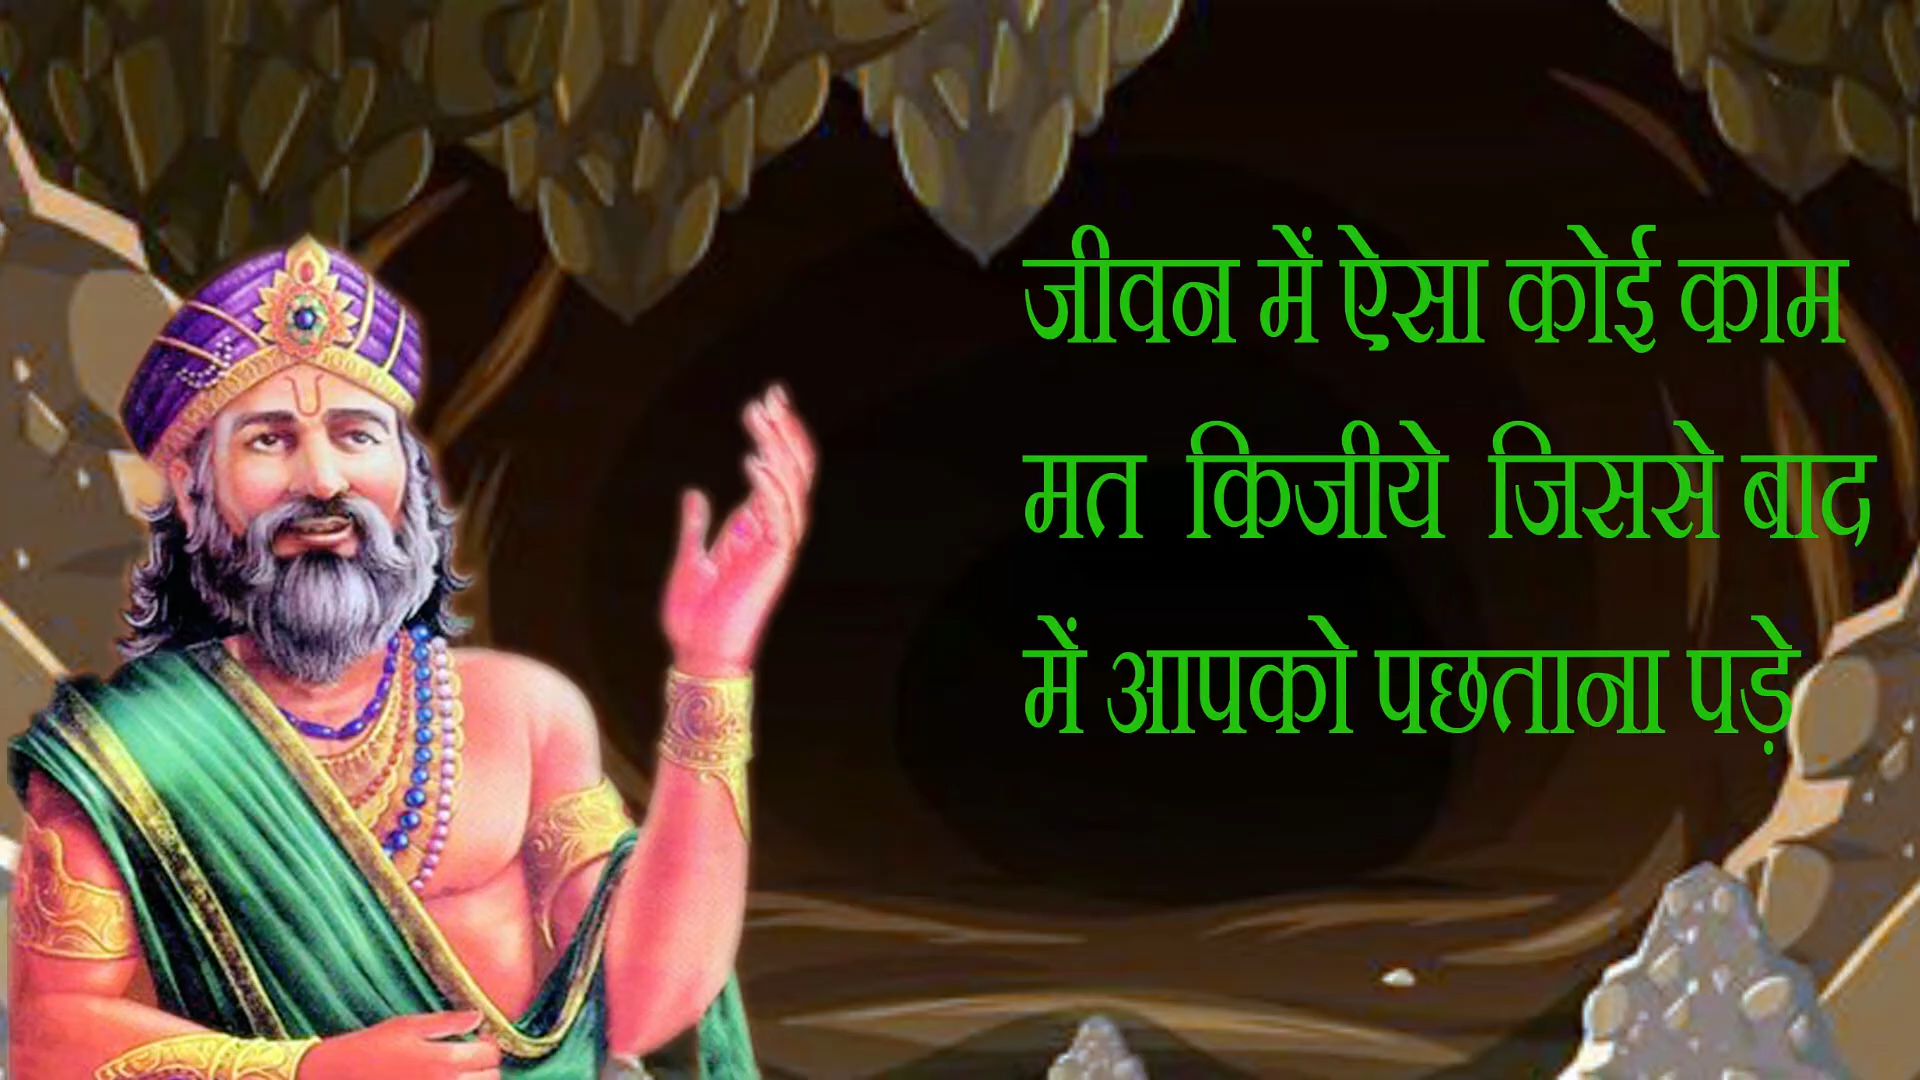 जीवन में ऐसा कोई काम
मत किजीये जिससे बाद
में आपको पछताना पड़े